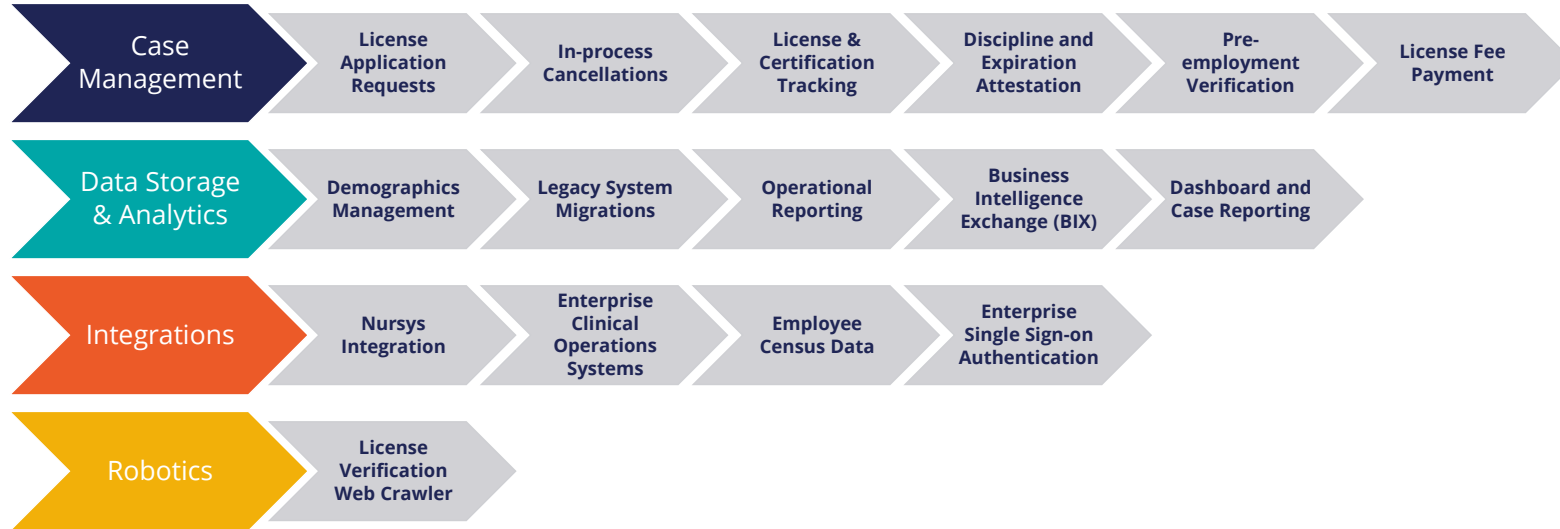 Case
Management
License
Application
Requests
In-process
Cancellations
License &
Certification
Tracking
Discipline and
Expiration
Attestation
Pre-
employment
Verification
License Fee
Payment
Data Storage
& Analytics
Demographics
Management
Legacy System
Migrations
Operational
Reporting
Business
Intelligence
Exchange (BIX)
Dashboard and
Case Reporting
Integrations
Nursys
Integration
Enterprise
Clinical
Operations
Systems
Employee
Census Data
Enterprise
Single Sign-on
Authentication
Robotics
License
Verification
Web Crawler